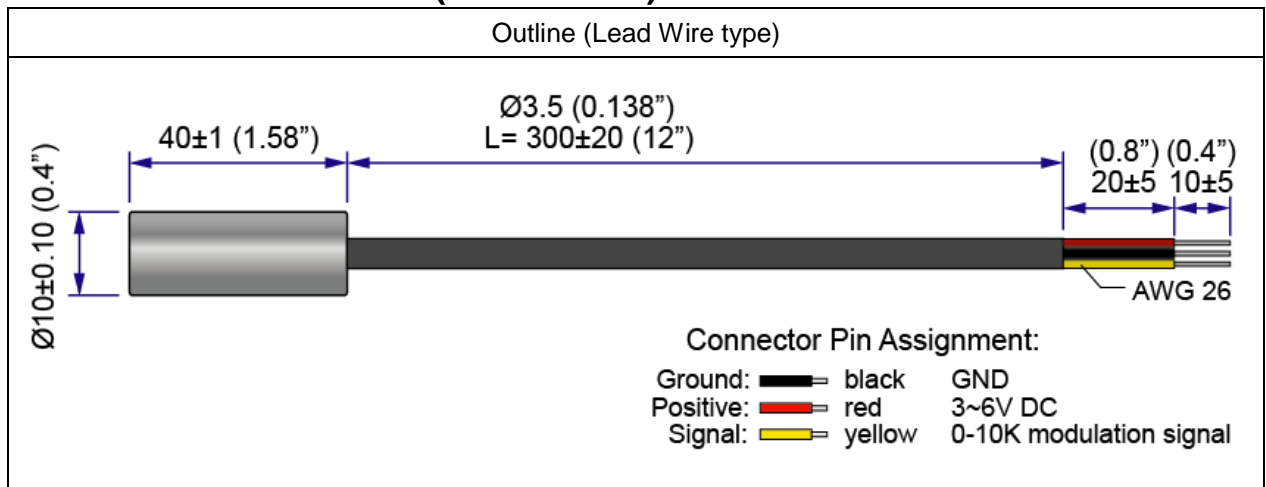 Outline (Lead Wire type)
Ø3.5 (0.138”)
40±1 (1.58”)
L= 300±20 (12”)
(0.8”) (0.4”)
20±5 10±5
Ø10±0.10 (0.4”)
AWG 26
Connector Pin Assignment:
Ground: black GND
Positive: red 3~6V DC
Signal: yellow 0-10K modulation signal